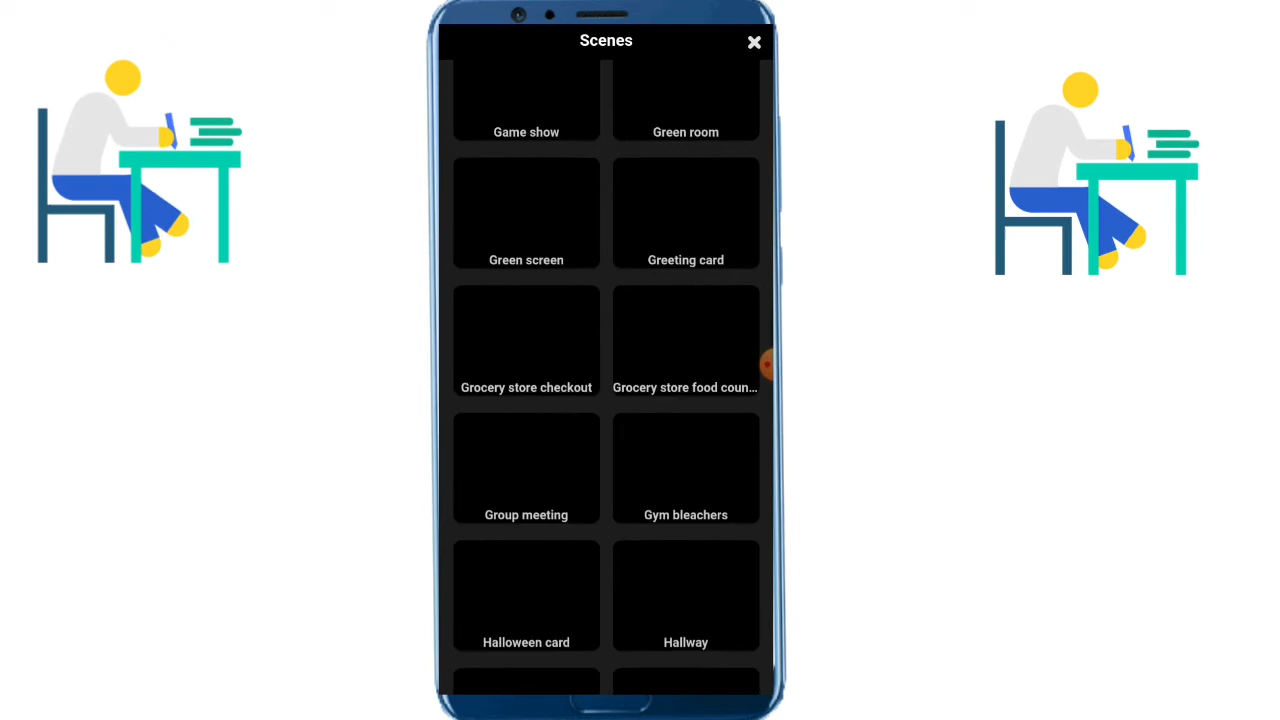 Scenes
Game show
Green room
Green screen
Greeting card
Grocery store checkout
Grocery store food coun...
Group meeting
Gym bleachers
Halloween card
Hallway